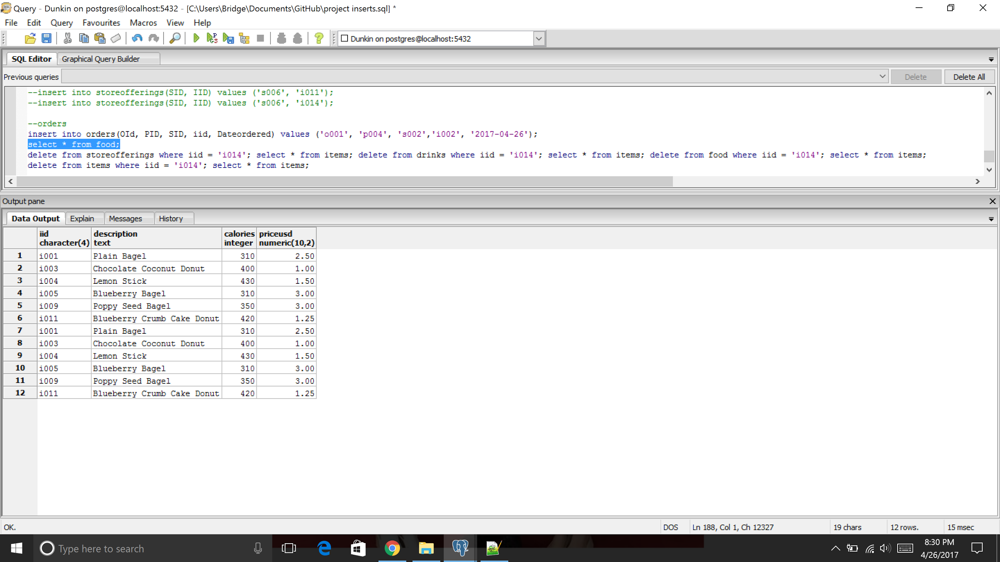 Query - Dunkin on postgres@localhost:5432 - [C:\Users\Bridge\Documents\GitHub\project inserts.sql] *
File Edit Query Favourites Macros View Help
Dunkin on postgres@localhost:5432
SQL Editor Graphical Query Builder
Previous queries Delete Delete All
--insert into storeofferings(SID, IID) values ('s006', 'i011');
--insert into storeofferings(SID, IID) values ('s006', 'i014');
--orders
insert into orders(OId, PID, SID, iid, Dateordered) values ('o001', 'p004', 's002','i002', '2017-04-26');
select * from food;
delete from storeofferings where iid = 'i014'; select * from items; delete from drinks where iid = 'i014'; select * from items; delete from food where iid = 'i014'; select * from items;
delete from items where iid = 'i014'; select * from items;
Output pane
Data Output Explain Messages History
iid description calories priceusd
character(4) text integer numeric(10,2)
1 i001 Plain Bagel 310 2.50
2 i003 Chocolate Coconut Donut 400 1.00
3 i004 Lemon Stick 430 1.50
4 i005 Blueberry Bagel 310 3.00
5 i009 Poppy Seed Bagel 350 3.00
6 i011 Blueberry Crumb Cake Donut 420 1.25
7 i001 Plain Bagel 310 2.50
8 i003 Chocolate Coconut Donut 400 1.00
9 i004 Lemon Stick 430 1.50
10 i005 Blueberry Bagel 310 3.00
11 i009 Poppy Seed Bagel 350 3.00
12 i011 Blueberry Crumb Cake Donut 420 1.25
OK. DOS Ln 188, Col 1, Ch 12327 19 chars 12 rows. 15 msec
Type here to search
8:30 PM
4/26/2017